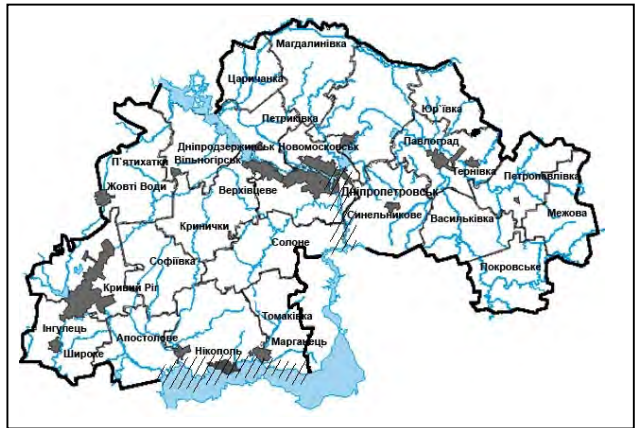 Магдалинівка
Царичанка
Юр'ївка
Петриківка
Дніпродзержинськ
Новомосковськ
Павлоград
П'ятихатки
Вільногірськ
Тернівка
Петропавлівка
Жовті Води
Верхівцеве
Дніпропетровськ
Синельникове
Васильківка
Межова
Кринички
Солоне
Софіївка
Покровське
Кривий Ріг
Інгулець
Апостолове
Томаківка
Широке
Нікополь
Марганець